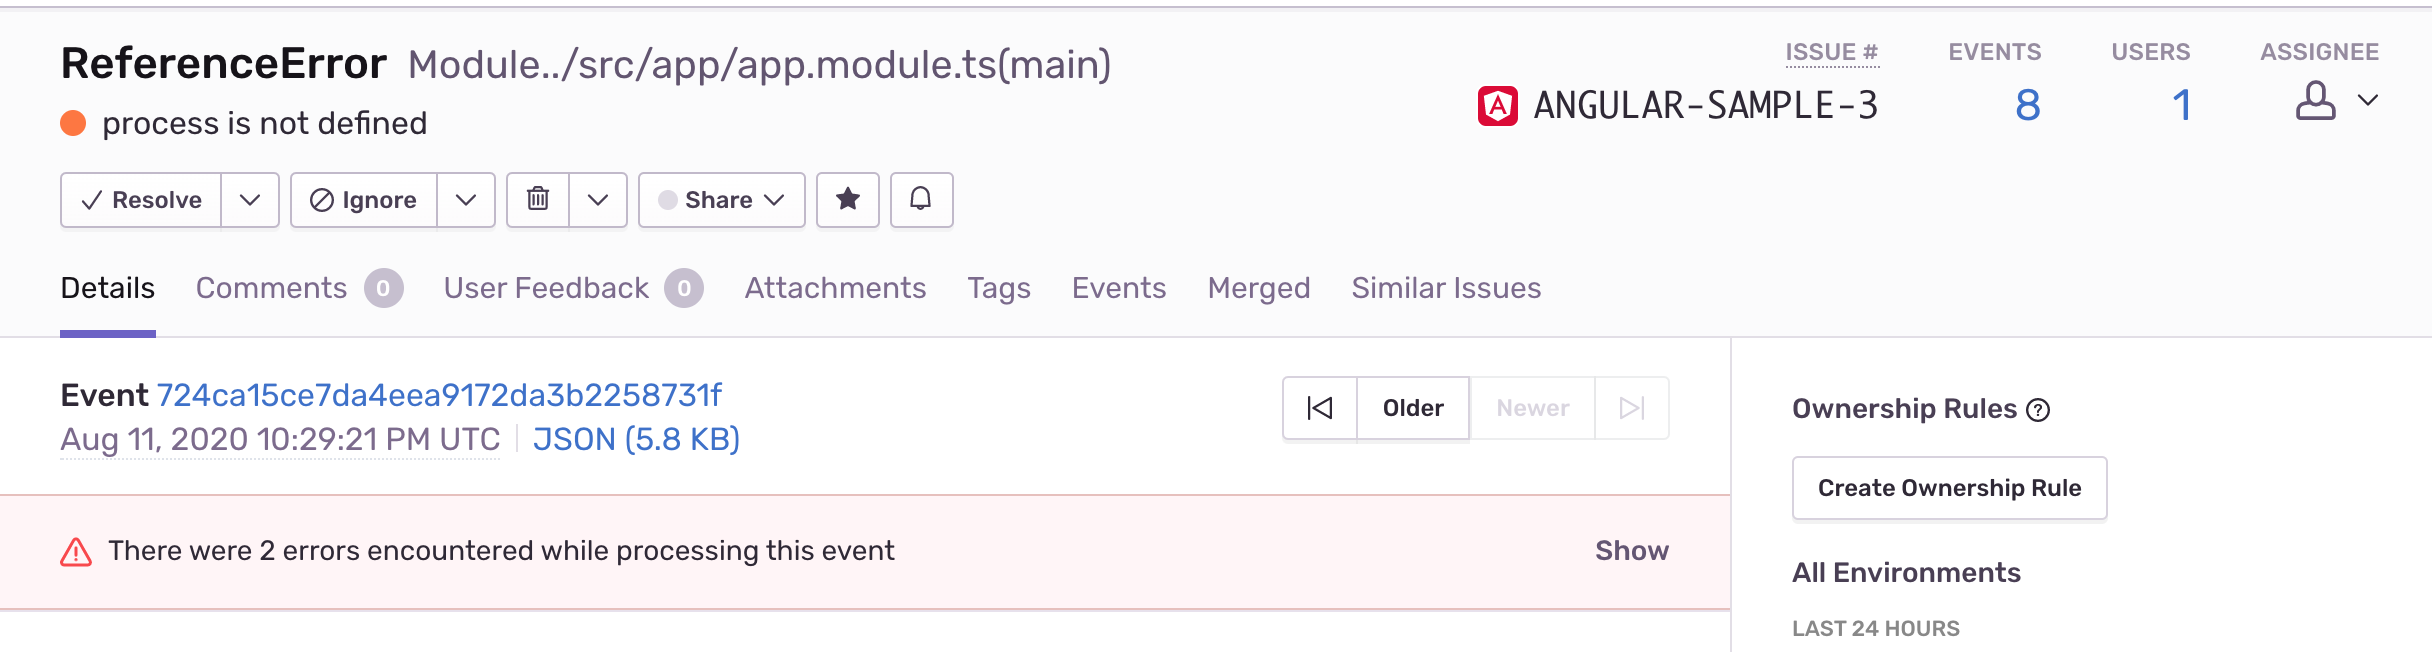 ReferenceError Module../src/app/app.module.ts(main)
process is not defined
ISSUE # EVENTS USERS ASSIGNEE
ANGULAR-SAMPLE-3 8 1
Resolve Ignore Share
Details Comments 0 User Feedback 0 Attachments Tags Events Merged Similar Issues
Event 724ca15ce7da4eea9172da3b2258731f
Aug 11, 2020 10:29:21 PM UTC JSON (5.8 KB)
Older Newer
There were 2 errors encountered while processing this event Show
Ownership Rules ?
Create Ownership Rule
All Environments
LAST 24 HOURS